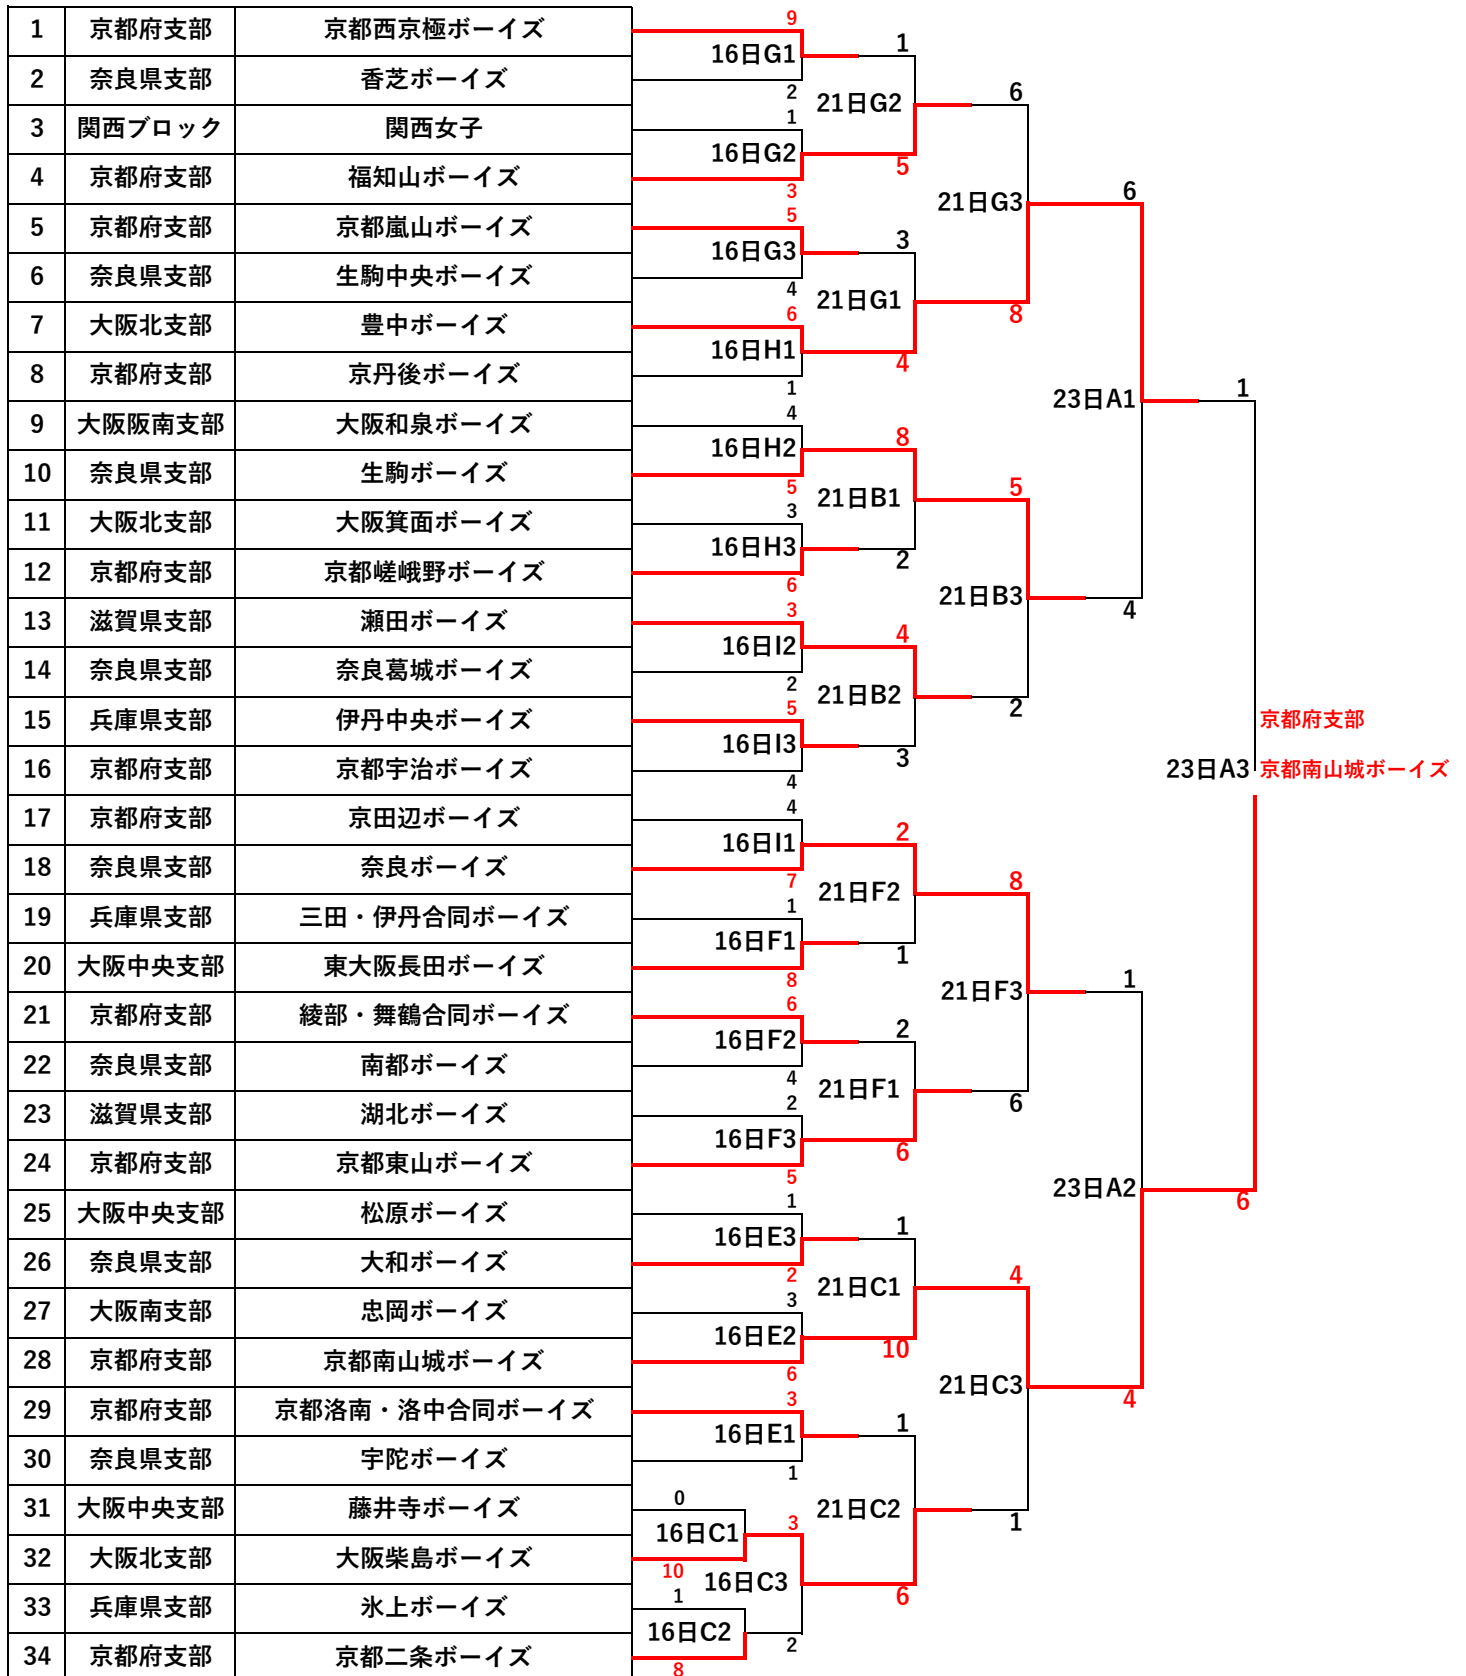 1 京都府支部 京都西京極ボーイズ
2 奈良県支部 香芝ボーイズ
3 関西ブロック 関西女子
4 京都府支部 福知山ボーイズ
5 京都府支部 京都嵐山ボーイズ
6 奈良県支部 生駒中央ボーイズ
7 大阪北支部 豊中ボーイズ
8 京都府支部 京丹後ボーイズ
9 大阪阪南支部 大阪和泉ボーイズ
10 奈良県支部 生駒ボーイズ
11 大阪北支部 大阪箕面ボーイズ
12 京都府支部 京都嵯峨野ボーイズ
13 滋賀県支部 瀬田ボーイズ
14 奈良県支部 奈良葛城ボーイズ
15 兵庫県支部 伊丹中央ボーイズ
16 京都府支部 京都宇治ボーイズ
17 京都府支部 京田辺ボーイズ
18 奈良県支部 奈良ボーイズ
19 兵庫県支部 三田・伊丹合同ボーイズ
20 大阪中央支部 東大阪長田ボーイズ
21 京都府支部 綾部・舞鶴合同ボーイズ
22 奈良県支部 南都ボーイズ
23 滋賀県支部 湖北ボーイズ
24 京都府支部 京都東山ボーイズ
25 大阪中央支部 松原ボーイズ
26 奈良県支部 大和ボーイズ
27 大阪南支部 忠岡ボーイズ
28 京都府支部 京都南山城ボーイズ
29 京都府支部 京都洛南・洛中合同ボーイズ
30 奈良県支部 宇陀ボーイズ
31 大阪中央支部 藤井寺ボーイズ
32 大阪北支部 大阪柴島ボーイズ
33 兵庫県支部 氷上ボーイズ
34 京都府支部 京都二条ボーイズ
0
16日C1
10
1
16日C2
8
9
16日G1
2
1
16日G2
3
5
16日G3
4
6
16日H1
1
4
16日H2
5
3
16日H3
6
3
16日I2
2
5
16日I3
4
4
16日I1
7
1
16日F1
8
6
16日F2
4
2
16日F3
5
1
16日E3
2
3
16日E2
6
3
16日E1
1
3
16日C3
2
1
21日G2
5
3
21日G1
4
8
21日B1
2
4
21日B2
3
2
21日F2
1
2
21日F1
6
1
21日C1
10
1
21日C2
6
6
21日G3
8
5
21日B3
2
8
21日F3
6
4
21日C3
1
6
23日A1
4
1
23日A2
4
1
23日A3
6
京都府支部
京都南山城ボーイズ